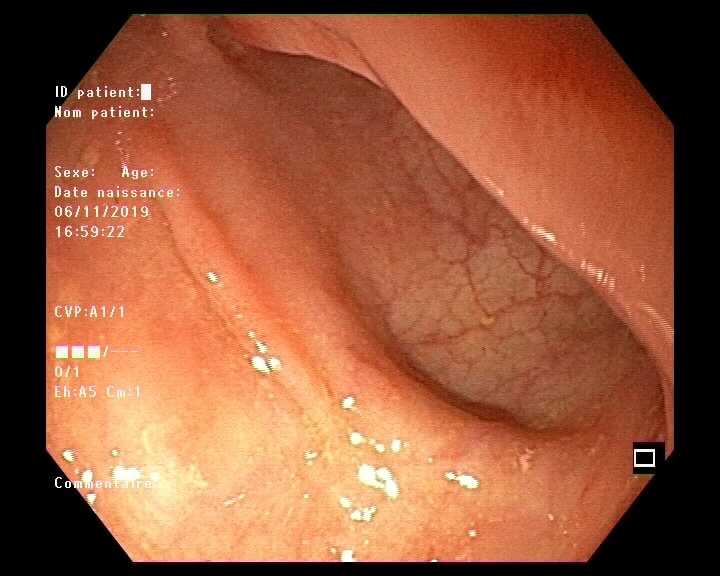 ID patient:
Nom patient:
Sexe: Age:
Date naissance:
06/11/2019
16:59:22
CVP:A1/1
/---
0/1
Eh:A5 Cm:1
Commentaire: